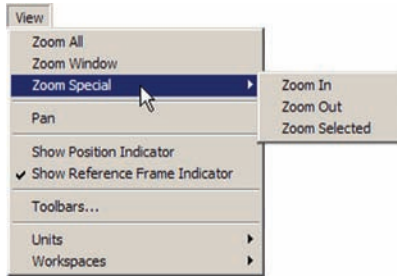 View
Zoom All
Zoom Window
Zoom Special
Zoom In
Zoom Out
Zoom Selected
Pan
Show Position Indicator
Show Reference Frame Indicator
Toolbars...
Units
Workspaces